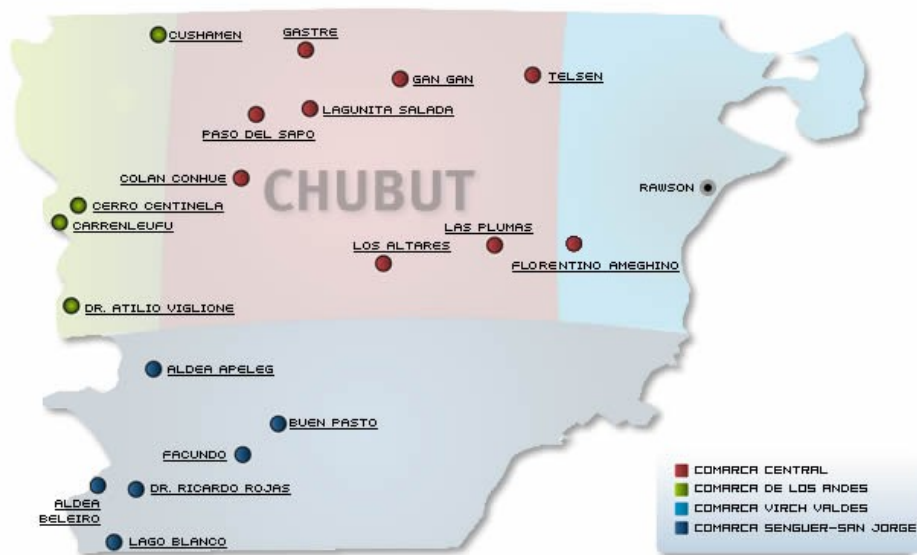 CUSHAMEN
GASTRE
GAN GAN
TELSEN
LAGUNITA SALADA
PASO DEL SAPO
COLAN CONHUE
CHUBUT
RAWSON
CERRO CENTINELA
CARRENLEUFU
LAS PLUMAS
LOS ALTARES
FLORENTINO AMEGHINO
DR. ATILIO VIGLIONE
ALDEA APELEG
BUEN PASTO
FACUNDO
DR. RICARDO ROJAS
ALDEA
BELEIRO
LAGO BLANCO
COMARCA CENTRAL
COMARCA DE LOS ANDES
COMARCA VIRCH VALDES
COMARCA SENGUER-SAN JORGE